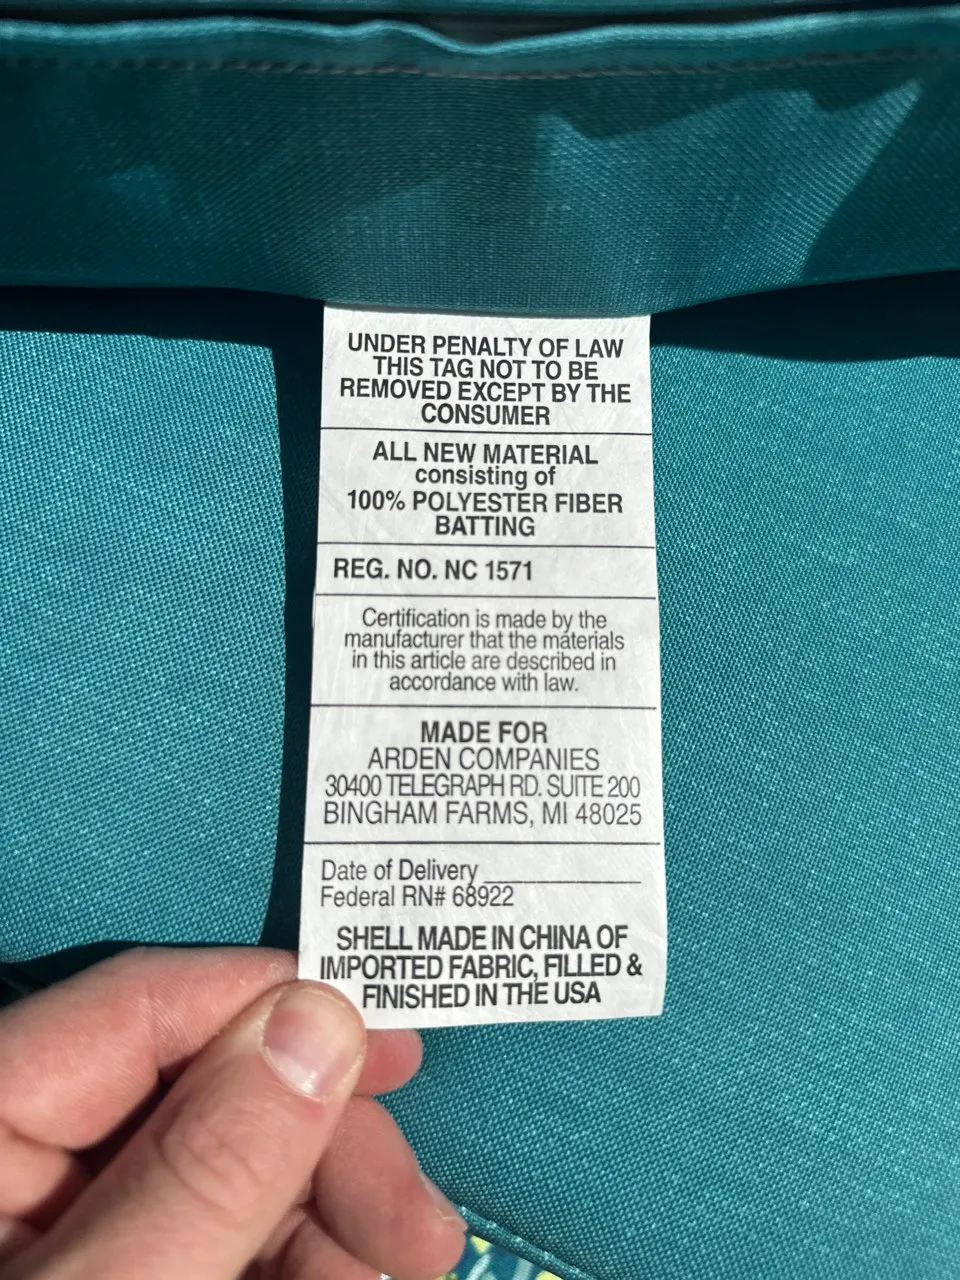 UNDER PENALTY OF LAW
THIS TAG NOT TO BE
REMOVED EXCEPT BY THE
CONSUMER
ALL NEW MATERIAL
consisting of
100% POLYESTER FIBER
BATTING
REG. NO. NC 1571
Certification is made by the
manufacturer that the materials
in this article are described in
accordance with law.
MADE FOR
ARDEN COMPANIES
30400 TELEGRAPH RD. SUITE 200
BINGHAM FARMS, MI 48025
Date of Delivery
Federal RN# 68922
SHELL MADE IN CHINA OF
IMPORTED FABRIC, FILLED &
FINISHED IN THE USA